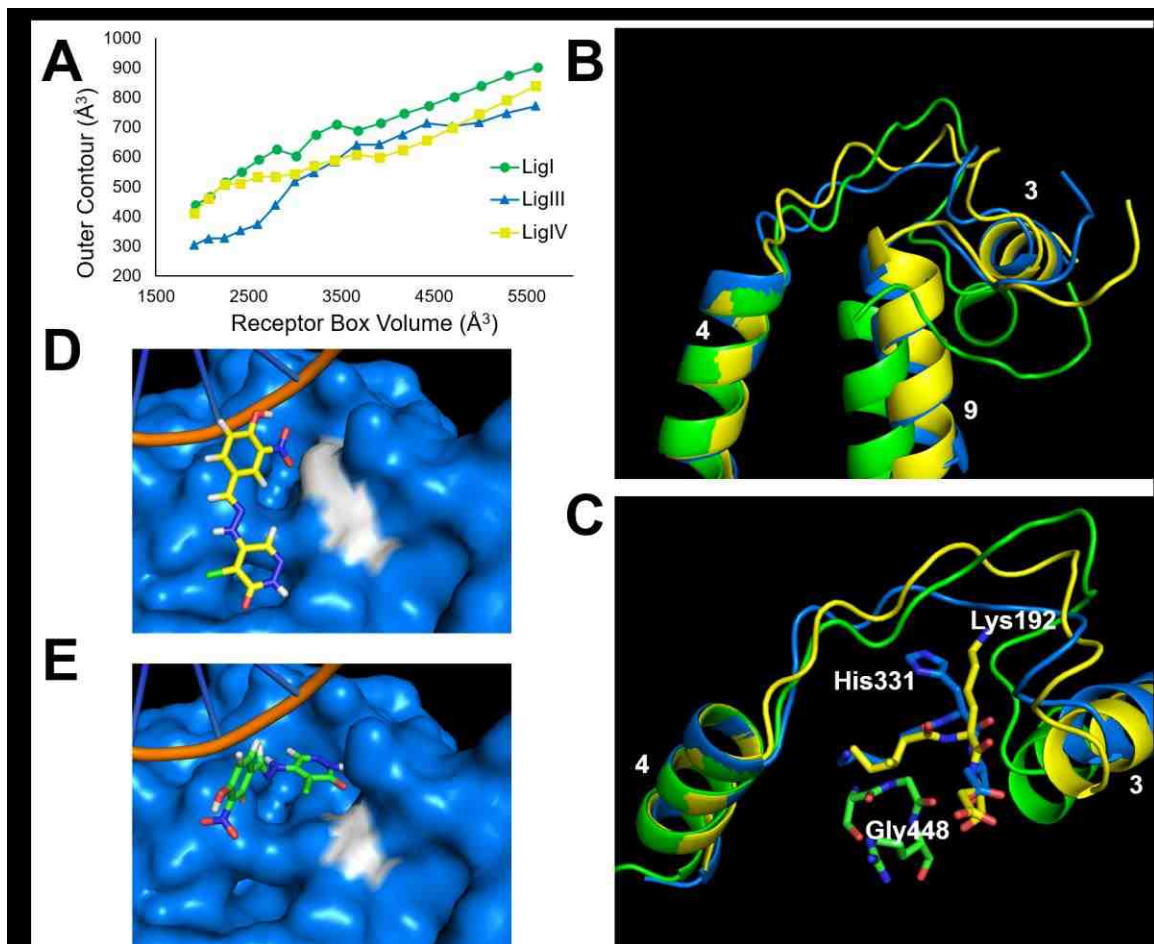 A
1000
900
800
700
600
500
400
300
200
Outer Contour (Å³)
1500 2500 3500 4500 5500
Receptor Box Volume (Å³)
LigI
LigIII
LigIV
B
3
4
9
D
C
Lys192
His331
4
3
Gly448
E